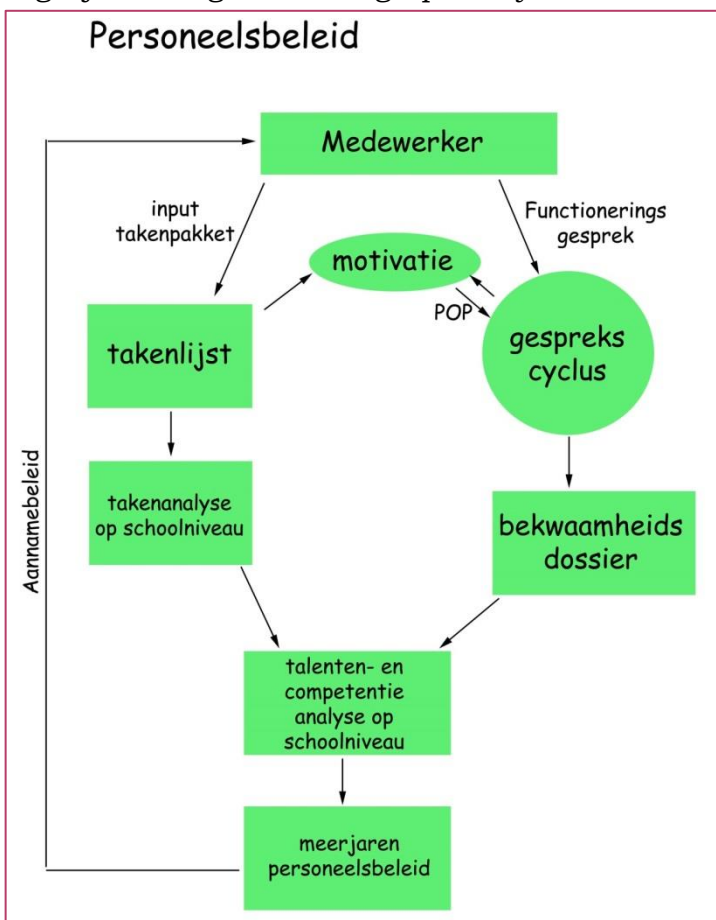 Personeelsbeleid
Medewerker
input
takenpakket
Functionerings
gesprek
motivatie
POP
takenlijst
gespreks
cyclus
Aannamebeleid
takenanalyse
op schoolniveau
bekwaamheids
dossier
talenten- en
competentie
analyse op
schoolniveau
meerjaren
personeelsbeleid